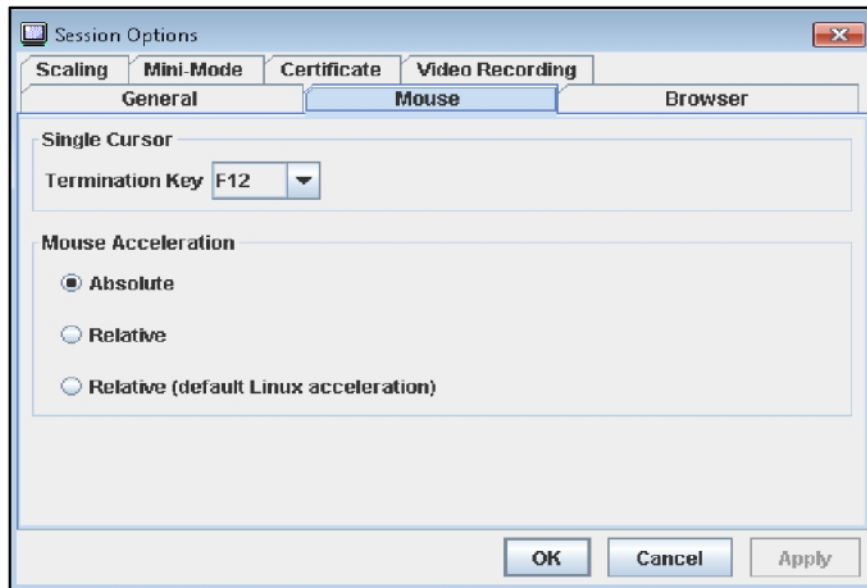 Session Options
Scaling Mini-Mode Certificate Video Recording
General Mouse Browser
Single Cursor
Termination Key F12
Mouse Acceleration
Absolute
Relative
Relative (default Linux acceleration)
OK Cancel Apply